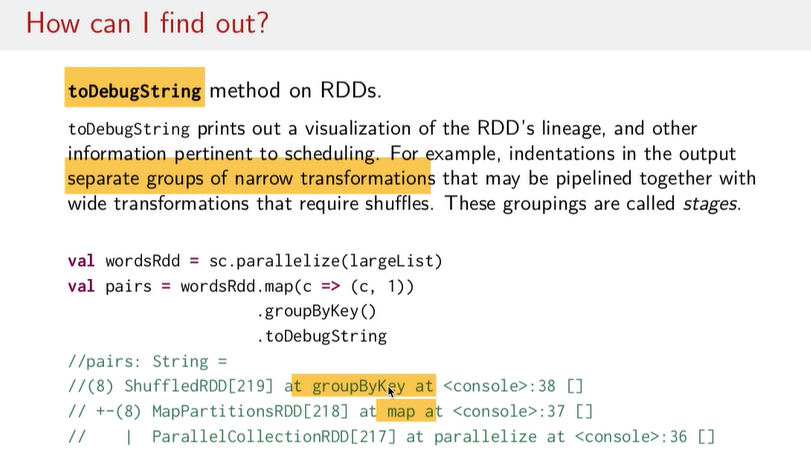 How can I find out?
toDebugString method on RDDs.
toDebugString prints out a visualization of the RDD's lineage, and other
information pertinent to scheduling. For example, indentations in the output
separate groups of narrow transformations that may be pipelined together with
wide transformations that require shuffles. These groupings are called stages.
val wordsRdd = sc.parallelize(largeList)
val pairs = wordsRdd.map(c => (c, 1))
.groupByKey()
.toDebugString
//pairs: String =
//(8) ShuffledRDD[219] at groupByKey at <console>:38 []
// +-(8) MapPartitionsRDD[218] at map at <console>:37 []
// | ParallelCollectionRDD[217] at parallelize at <console>:36 []